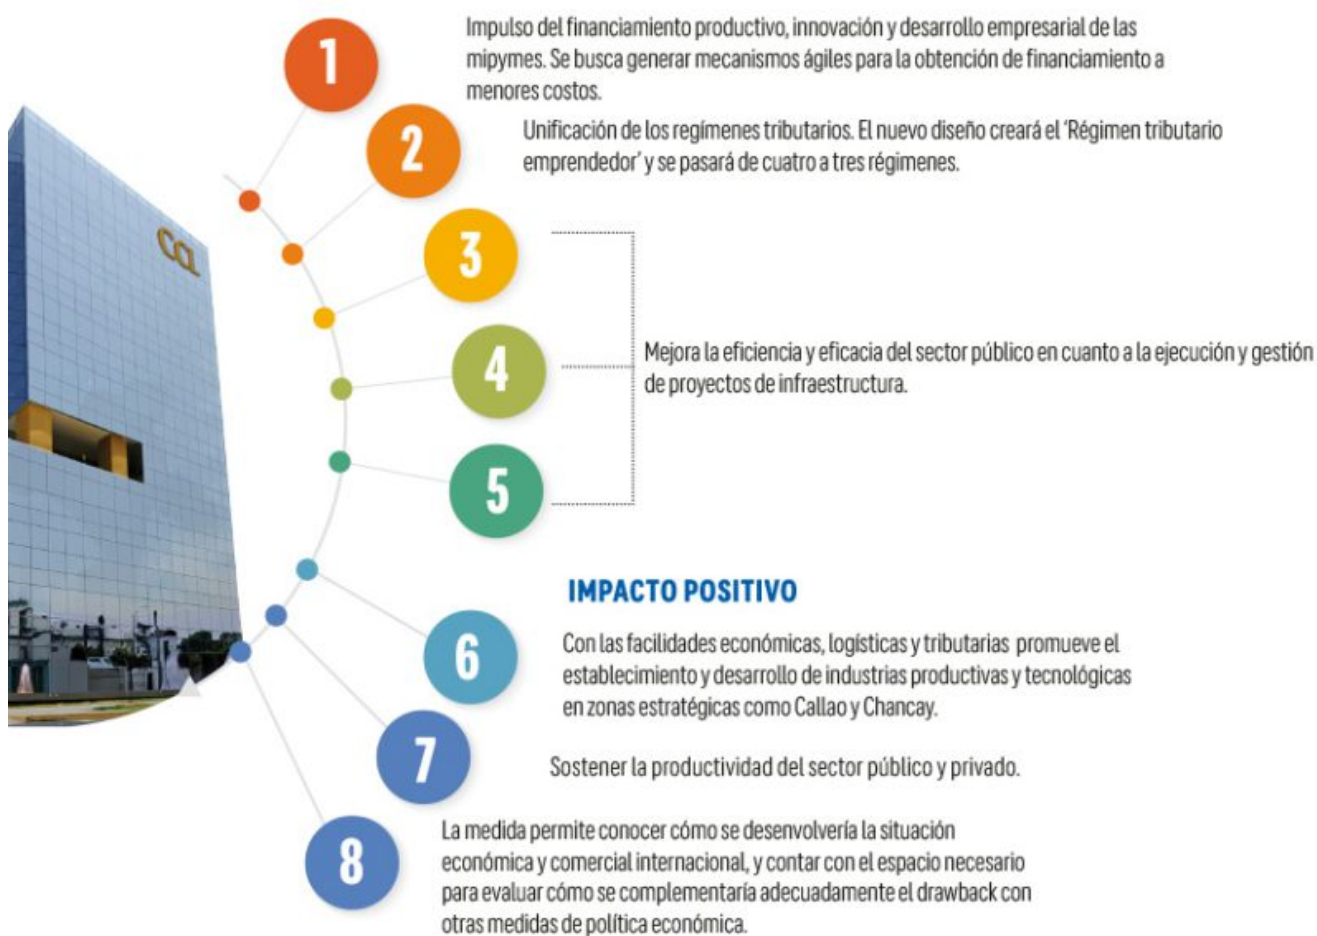 1
Impulso del financiamiento productivo, innovación y desarrollo empresarial de las
mipymes. Se busca generar mecanismos ágiles para la obtención de financiamiento a
menores costos.
2
Unificación de los regímenes tributarios. El nuevo diseño creará el ‘Régimen tributario
emprendedor’ y se pasará de cuatro a tres régimenes.
CCL
3
4
Mejora la eficiencia y eficacia del sector público en cuanto a la ejecución y gestión
de proyectos de infraestructura.
5
IMPACTO POSITIVO
6
Con las facilidades económicas, logísticas y tributarias promueve el
establecimiento y desarrollo de industrias productivas y tecnológicas
en zonas estratégicas como Callao y Chancay.
7
Sostener la productividad del sector público y privado.
8
La medida permite conocer cómo se desenvolvería la situación
económica y comercial internacional, y contar con el espacio necesario
para evaluar cómo se complementaría adecuadamente el drawback con
otras medidas de política económica.